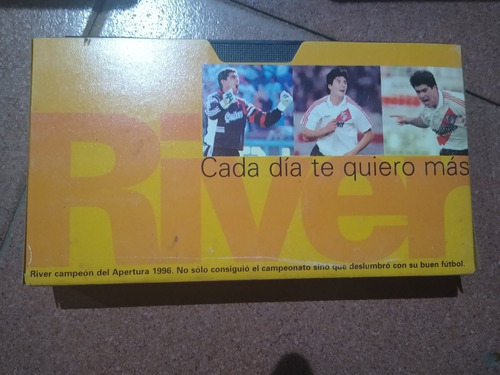 River
Cada día te quiero más
River campeón del Apertura 1996. No sólo consiguió el campeonato sino que deslumbró con su buen fútbol.